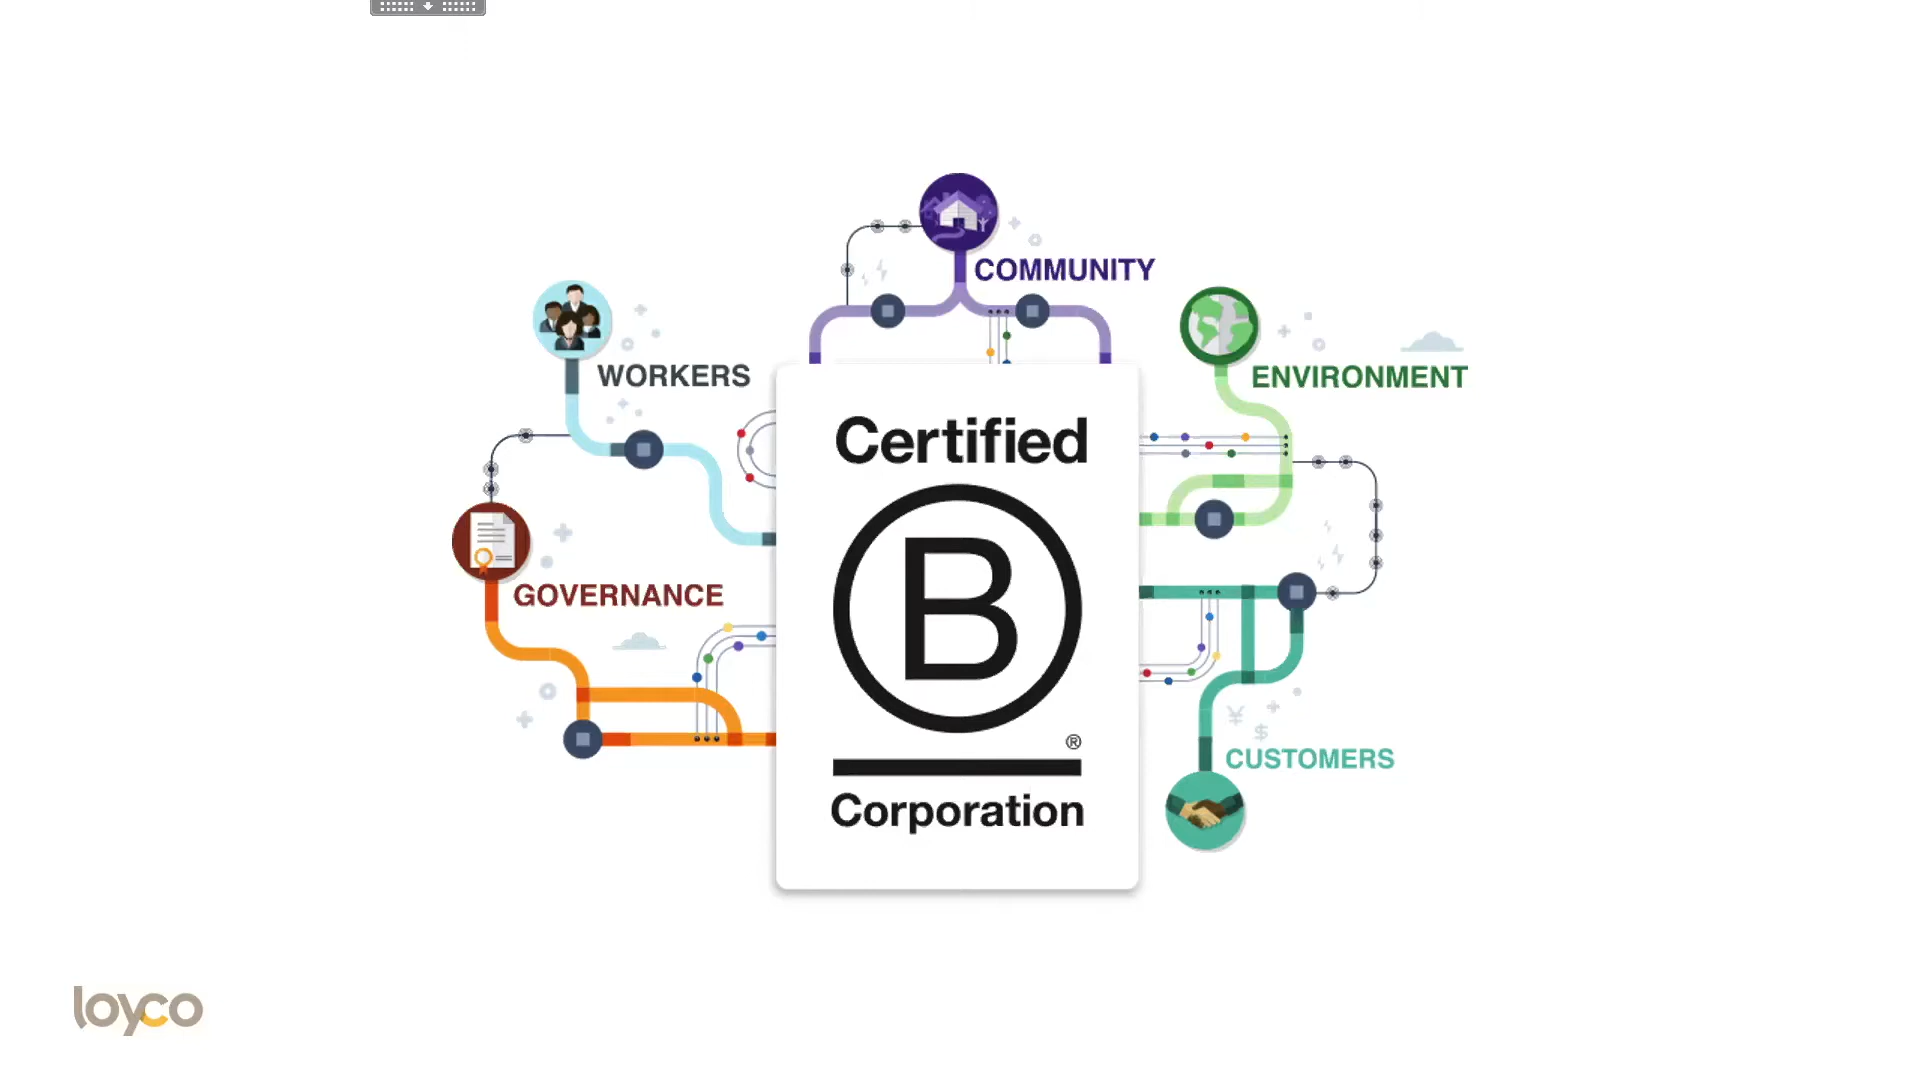 COMMUNITY
WORKERS
ENVIRONMENT
Certified
B
GOVERNANCE
¥
$
®
CUSTOMERS
Corporation
loyco